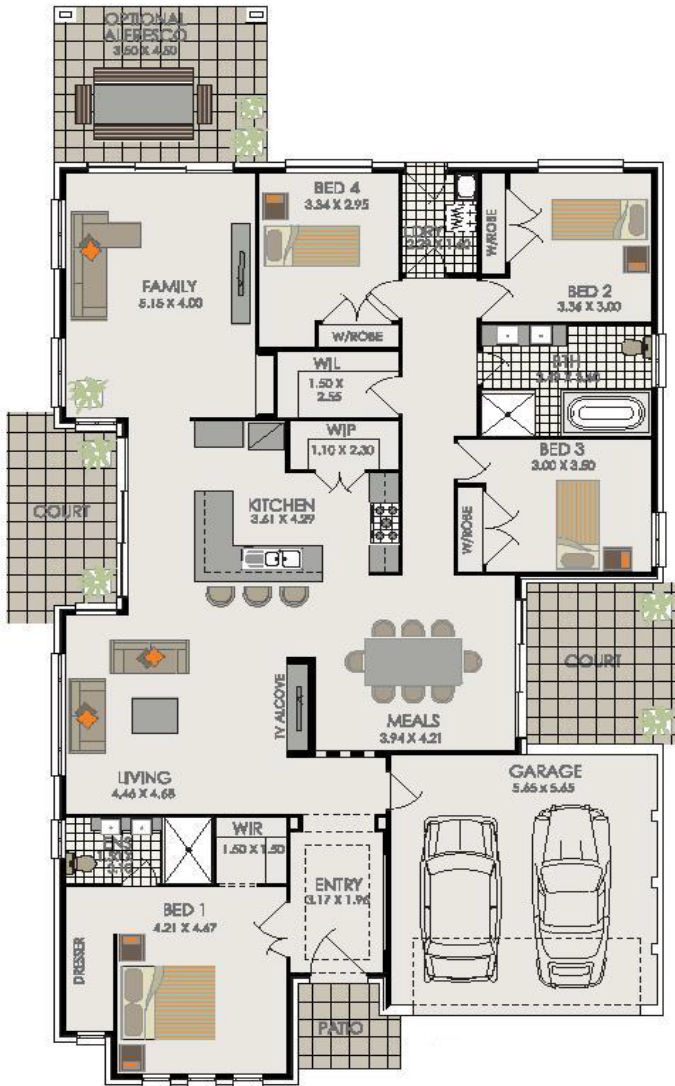 OPTIONAL
ALFRESCO
3.50 X 4.50
BED 4
3.34 X 2.95
DRY
W/ROBE
BED 2
3.36 X 3.00
FAMILY
5.15 X 4.00
W/ROBE
BTH
WIL
1.50 X
2.55
WIP
1.10 X 2.30
BED 3
3.00 X 3.50
COURT
KITCHEN
3.61 X 4.29
W/ROBE
COURT
TV ALCOVE
MEALS
3.94 X 4.21
LIVING
4.46 X 4.68
GARAGE
5.65 X 5.65
WIR
1.50 X 1.50
ENTRY
3.17 X 1.96
BED 1
4.21 X 4.67
DRESSER
PATIO